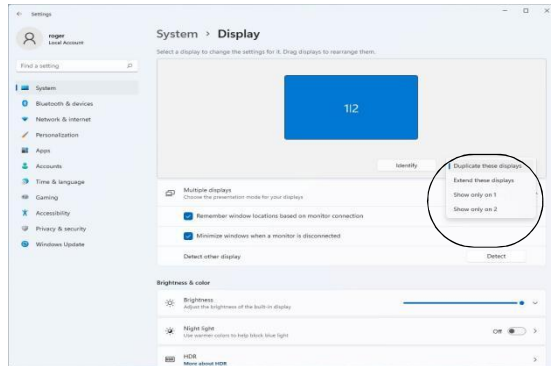 Settings
roger
Local Account
Find a setting
System
Bluetooth & devices
Network & internet
Personalization
Apps
Accounts
Time & language
Gaming
Accessibility
Privacy & security
Windows Update
System > Display
Select a display to change the settings for it. Drag displays to rearrange them.
1|2
Identify
Duplicate these displays
Extend these displays
Show only on 1
Show only on 2
Multiple displays
Choose the presentation mode for your displays
Remember window locations based on monitor connection
Minimize windows when a monitor is disconnected
Detect other display
Detect
Brightness & color
Brightness
Adjust the brightness of the built-in display
Night light
Use warmer colors to help block blue light
Off
HDR
HDR
More about HDR